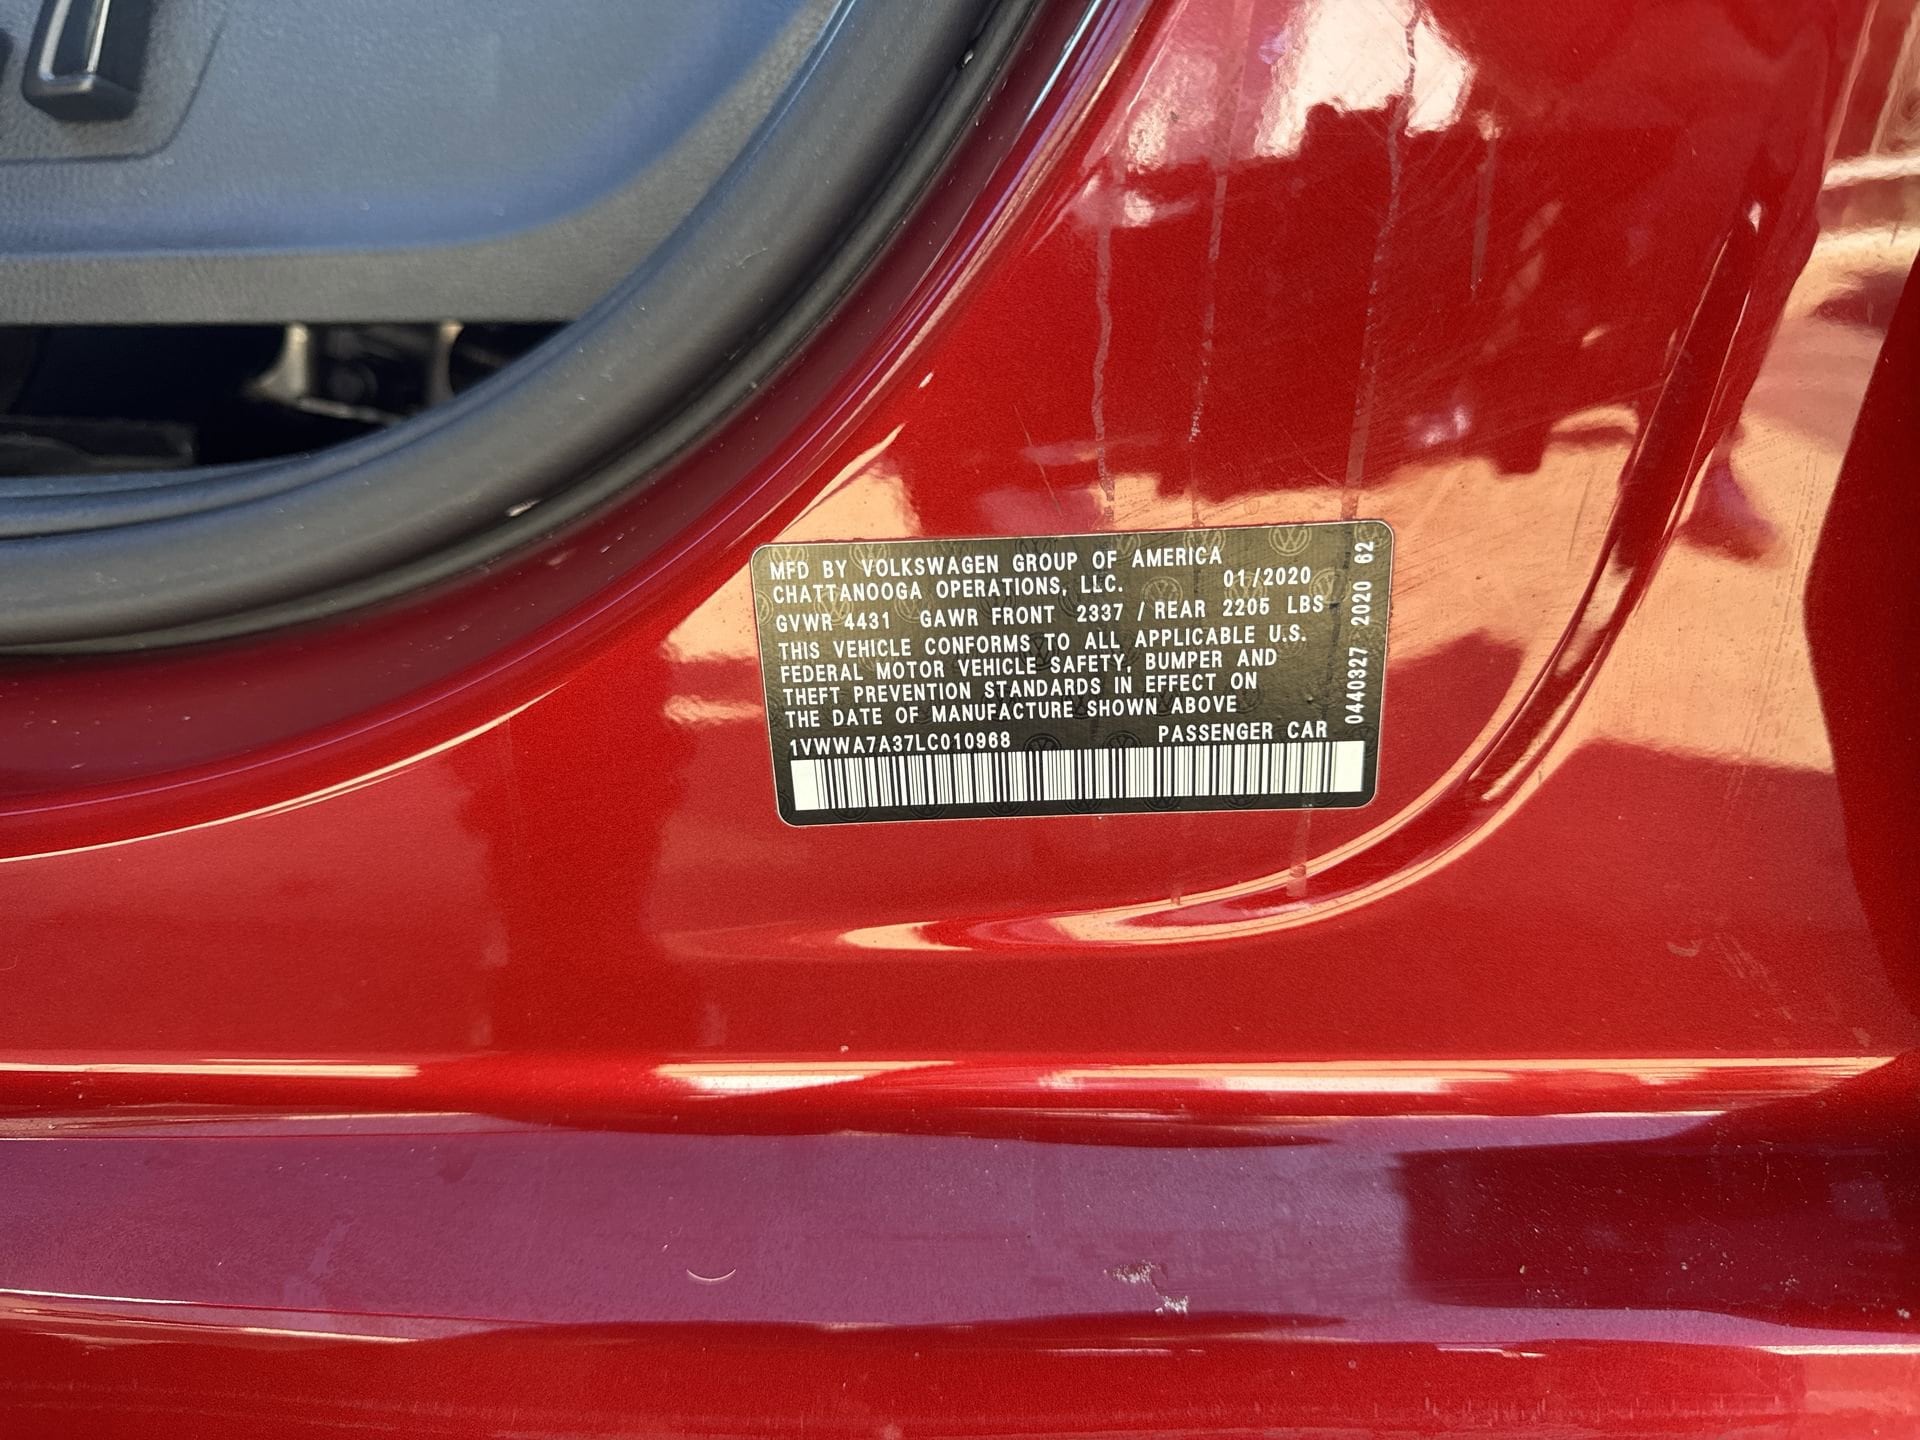 MFD BY VOLKSWAGEN GROUP OF AMERICA
CHATTANOOGA OPERATIONS, LLC. 01/2020
GVWR 4431 GAWR FRONT 2337 / REAR 2205 LBS
THIS VEHICLE CONFORMS TO ALL APPLICABLE U.S.
FEDERAL MOTOR VEHICLE SAFETY, BUMPER AND
THEFT PREVENTION STANDARDS IN EFFECT ON
THE DATE OF MANUFACTURE SHOWN ABOVE
1VWWA7A37LC010968 PASSENGER CAR
0440327 2020 62